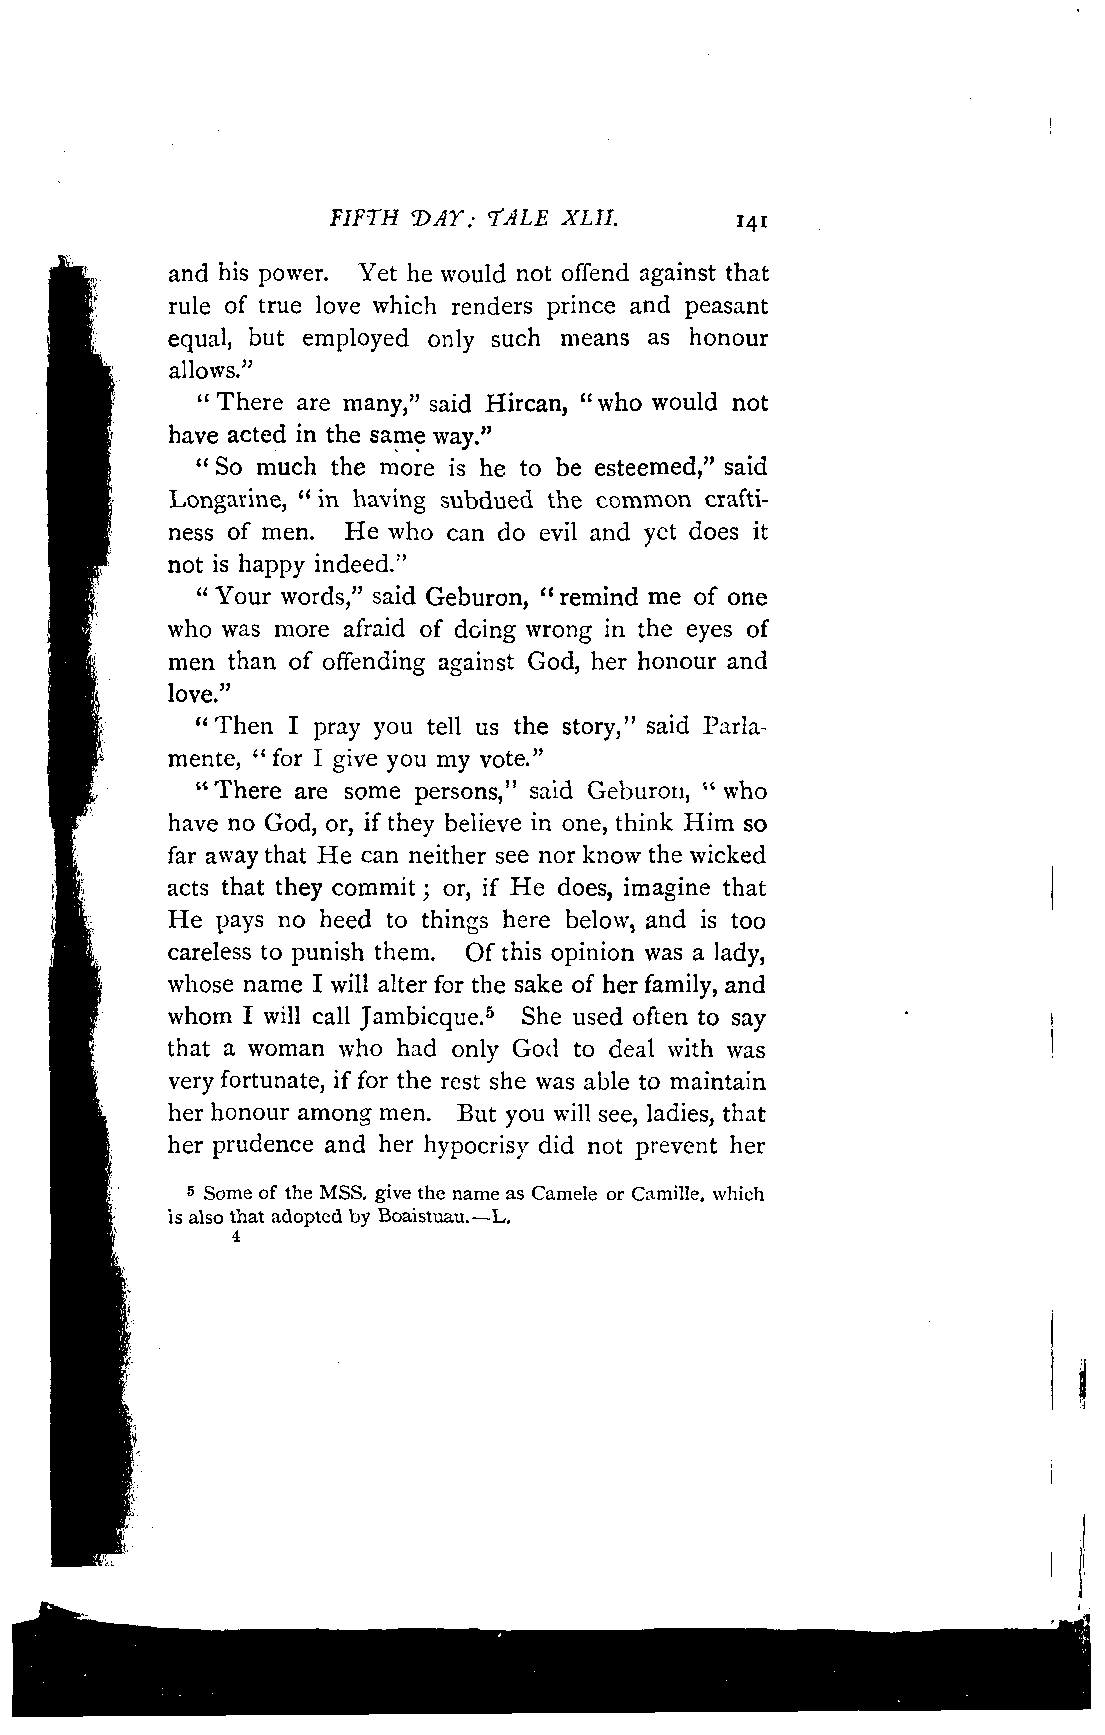 FIFTH DAY: TALE XLII. 141
and his power. Yet he would not offend against that
rule of true love which renders prince and peasant
equal, but employed only such means as honour
allows.”
“ There are many,” said Hircan, “ who would not
have acted in the same way.”
“ So much the more is he to be esteemed,” said
Longarine, “ in having subdued the common crafti-
ness of men. He who can do evil and yet does it
not is happy indeed.”
“ Your words,” said Geburon, “ remind me of one
who was more afraid of doing wrong in the eyes of
men than of offending against God, her honour and
love.”
“ Then I pray you tell us the story,” said Parla-
mente, “ for I give you my vote.”
“ There are some persons,” said Geburon, “ who
have no God, or, if they believe in one, think Him so
far away that He can neither see nor know the wicked
acts that they commit ; or, if He does, imagine that
He pays no heed to things here below, and is too
careless to punish them. Of this opinion was a lady,
whose name I will alter for the sake of her family, and
whom I will call Jambicque.⁵ She used often to say
that a woman who had only God to deal with was
very fortunate, if for the rest she was able to maintain
her honour among men. But you will see, ladies, that
her prudence and her hypocrisy did not prevent her
⁵ Some of the MSS. give the name as Camele or Camille, which
is also that adopted by Boaistuau.—L.
4